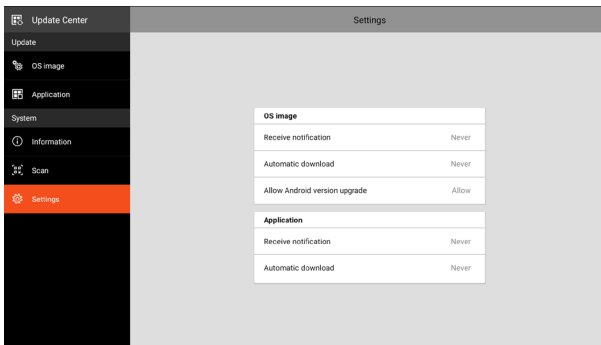 Update Center
Settings
Update
OS image
Application
System
Information
Scan
Settings
OS image
Receive notification Never
Automatic download Never
Allow Android version upgrade Allow
Application
Receive notification Never
Automatic download Never